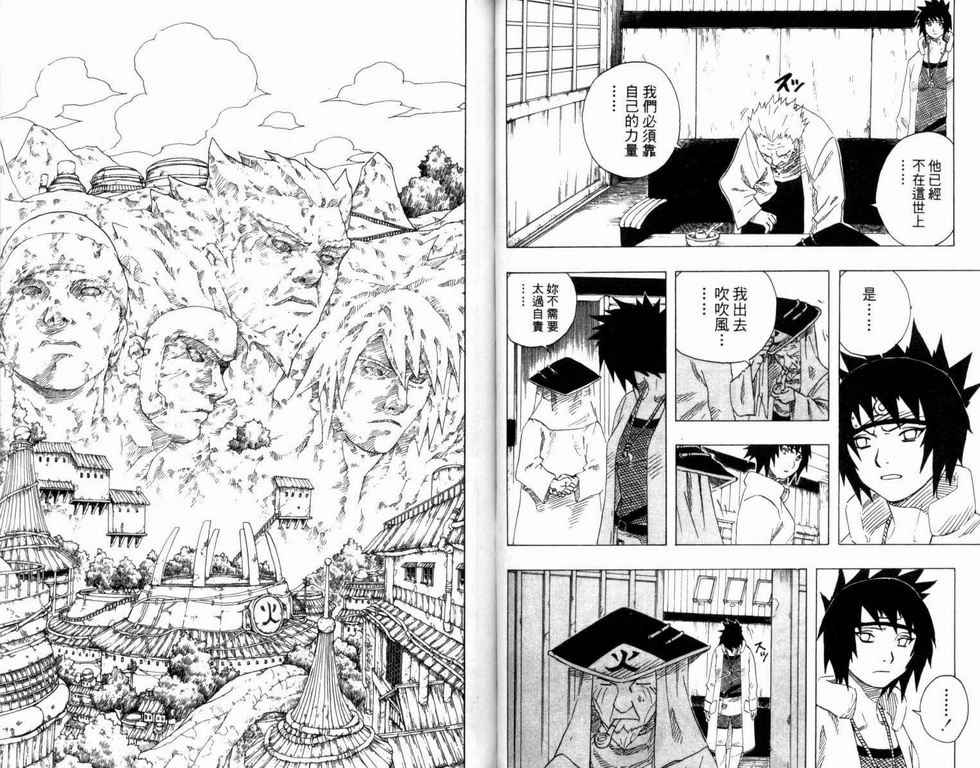 他已經
不在這世上
……
ズッ
我們必須靠
自己的力量
……
是……
我出去
吹吹風…
妳不需要
太過自責
……
ズッ
火
……!
火